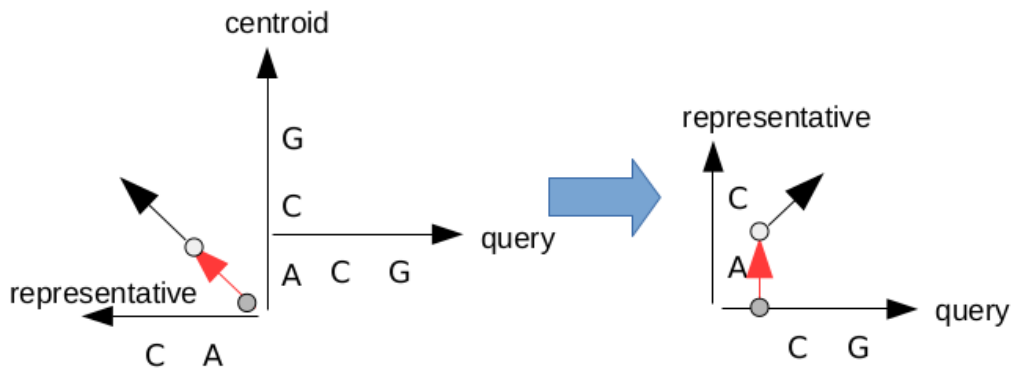 centroid
G
C
query
A C G
representative
C A
representative
C
A
query
C G